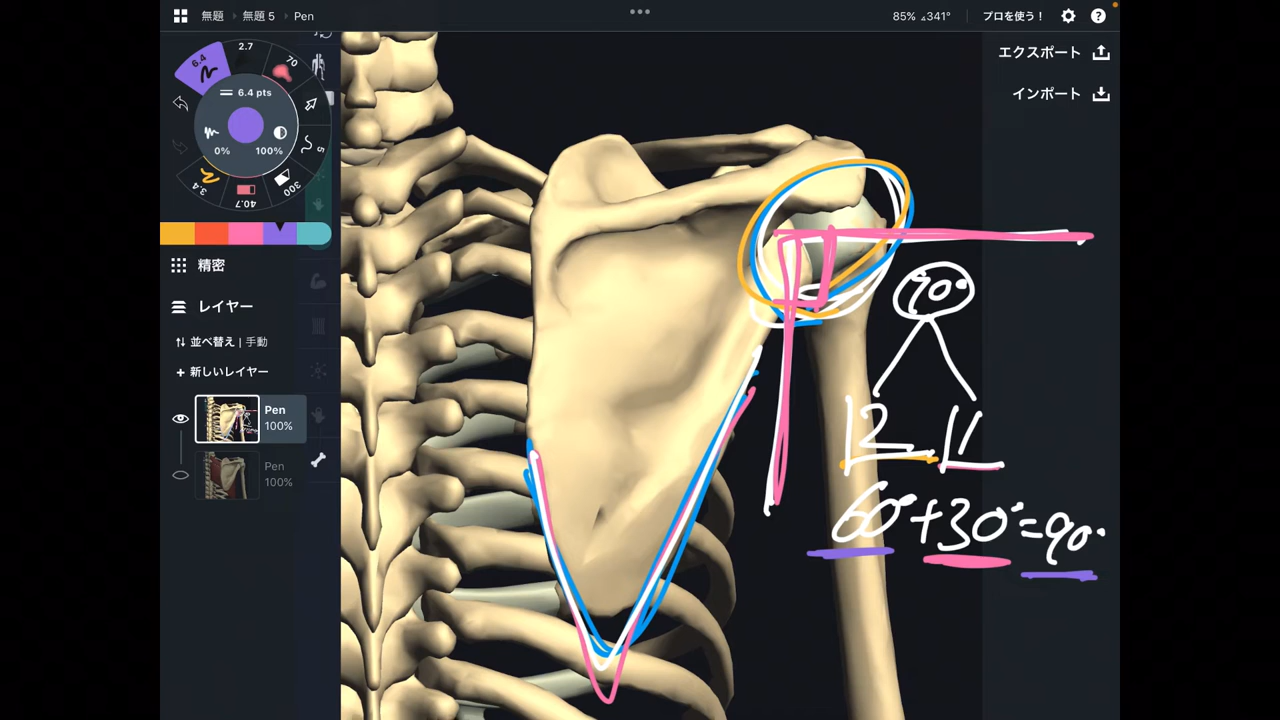 無題 › 無題 5 › Pen
85% ⊿341°
プロを使う!
エクスポート
インポート
2.7
6.4
70
6.4 pts
0%
100%
5
3.4
40.7
300
精密
レイヤー
並べ替え | 手動
+ 新しいレイヤー
Pen
100%
Pen
100%
90°
2
1
60°+30°=90°